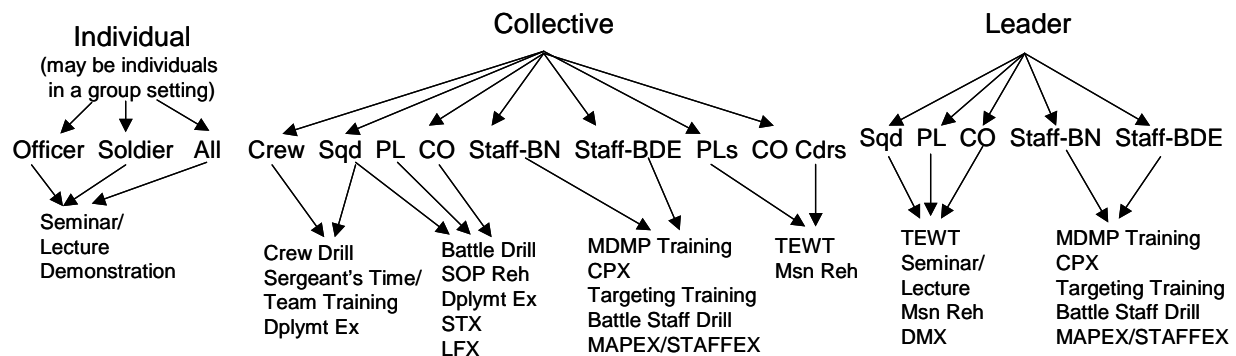 Individual
(may be individuals
in a group setting)
Officer Soldier All
Seminar/
Lecture
Demonstration
Collective
Crew Sqd PL CO Staff-BN Staff-BDE PLs CO Cdrs
Crew Drill
Sergeant's Time/
Team Training
Dplymt Ex
Battle Drill
SOP Reh
Dplymt Ex
STX
LFX
MDMP Training
CPX
Targeting Training
Battle Staff Drill
MAPEX/STAFFEX
TEWT
Msn Reh
Leader
Sqd PL CO Staff-BN Staff-BDE
TEWT
Seminar/
Lecture
Msn Reh
DMX
MDMP Training
CPX
Targeting Training
Battle Staff Drill
MAPEX/STAFFEX